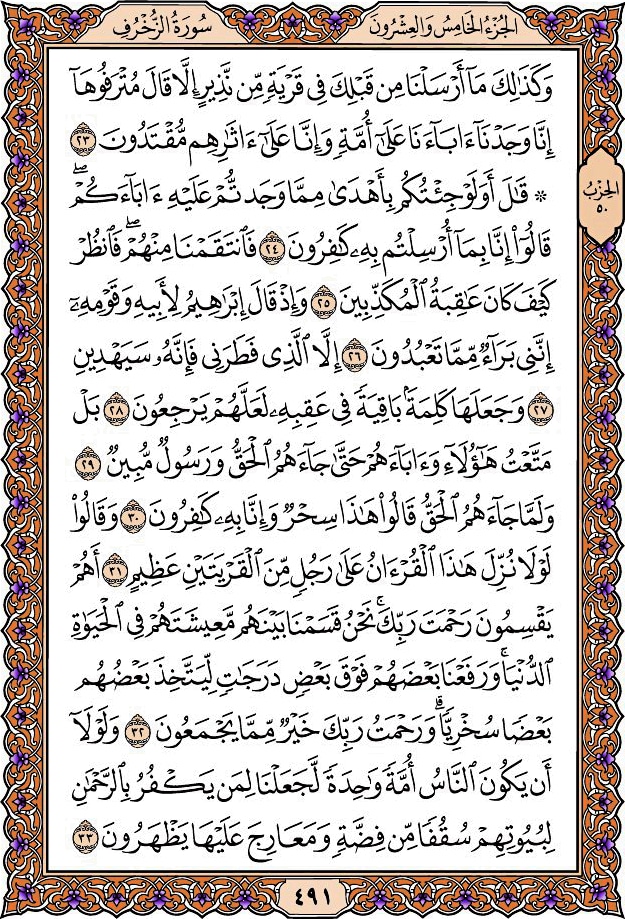 الجُزْءُ الخَامِسُ وَالعِشْرُونَ
سُورَةُ الزُّخْرُفِ
وَكَذَٰلِكَ مَآ أَرْسَلْنَا مِن قَبْلِكَ فِى قَرْيَةٍ مِّن نَّذِيرٍ إِلَّا قَالَ مُتْرَفُوهَآ
إِنَّا وَجَدْنَآ ءَابَآءَنَا عَلَىٰٓ أُمَّةٍ وَإِنَّا عَلَىٰٓ ءَاثَٰرِهِم مُّقْتَدُونَ ٢٣
۞ قَٰلَ أَوَلَوْ جِئْتُكُم بِأَهْدَىٰ مِمَّا وَجَدتُّمْ عَلَيْهِ ءَابَآءَكُمْ ۖ
قَالُوٓا۟ إِنَّا بِمَآ أُرْسِلْتُم بِهِۦ كَٰفِرُونَ ٢٤ فَٱنتَقَمْنَا مِنْهُمْ ۖ فَٱنظُرْ
كَيْفَ كَانَ عَٰقِبَةُ ٱلْمُكَذِّبِينَ ٢٥ وَإِذْ قَالَ إِبْرَٰهِيمُ لِأَبِيهِ وَقَوْمِهِۦٓ
إِنَّنِى بَرَآءٌ مِّمَّا تَعْبُدُونَ ٢٦ إِلَّا ٱلَّذِى فَطَرَنِى فَإِنَّهُۥ سَيَهْدِينِ
٢٧ وَجَعَلَهَا كَلِمَةًۢ بَاقِيَةً فِى عَقِبِهِۦ لَعَلَّهُمْ يَرْجِعُونَ ٢٨ بَلْ
مَتَّعْتُ هَٰٓؤُلَآءِ وَءَابَآءَهُمْ حَتَّىٰ جَآءَهُمُ ٱلْحَقُّ وَرَسُولٌ مُّبِينٌ ٢٩
وَلَمَّا جَآءَهُمُ ٱلْحَقُّ قَالُوا۟ هَٰذَا سِحْرٌ وَإِنَّا بِهِۦ كَٰفِرُونَ ٣٠ وَقَالُوا۟
لَوْلَا نُزِّلَ هَٰذَا ٱلْقُرْءَانُ عَلَىٰ رَجُلٍ مِّنَ ٱلْقَرْيَتَيْنِ عَظِيمٍ ٣١ أَهُمْ
يَقْسِمُونَ رَحْمَتَ رَبِّكَ ۚ نَحْنُ قَسَمْنَا بَيْنَهُم مَّعِيشَتَهُمْ فِى ٱلْحَيَوٰةِ
ٱلدُّنْيَا ۚ وَرَفَعْنَا بَعْضَهُمْ فَوْقَ بَعْضٍ دَرَجَٰتٍ لِّيَتَّخِذَ بَعْضُهُم
بَعْضًا سُخْرِيًّا ۗ وَرَحْمَتُ رَبِّكَ خَيْرٌ مِّمَّا يَجْمَعُونَ ٣٢ وَلَوْلَآ
أَن يَكُونَ ٱلنَّاسُ أُمَّةً وَٰحِدَةً لَّجَعَلْنَا لِمَن يَكْفُرُ بِٱلرَّحْمَٰنِ
لِبُيُوتِهِمْ سُقُفًا مِّن فِضَّةٍ وَمَعَارِجَ عَلَيْهَا يَظْهَرُونَ ٣٣
الحِزْبُ
٥٠
٤٩١